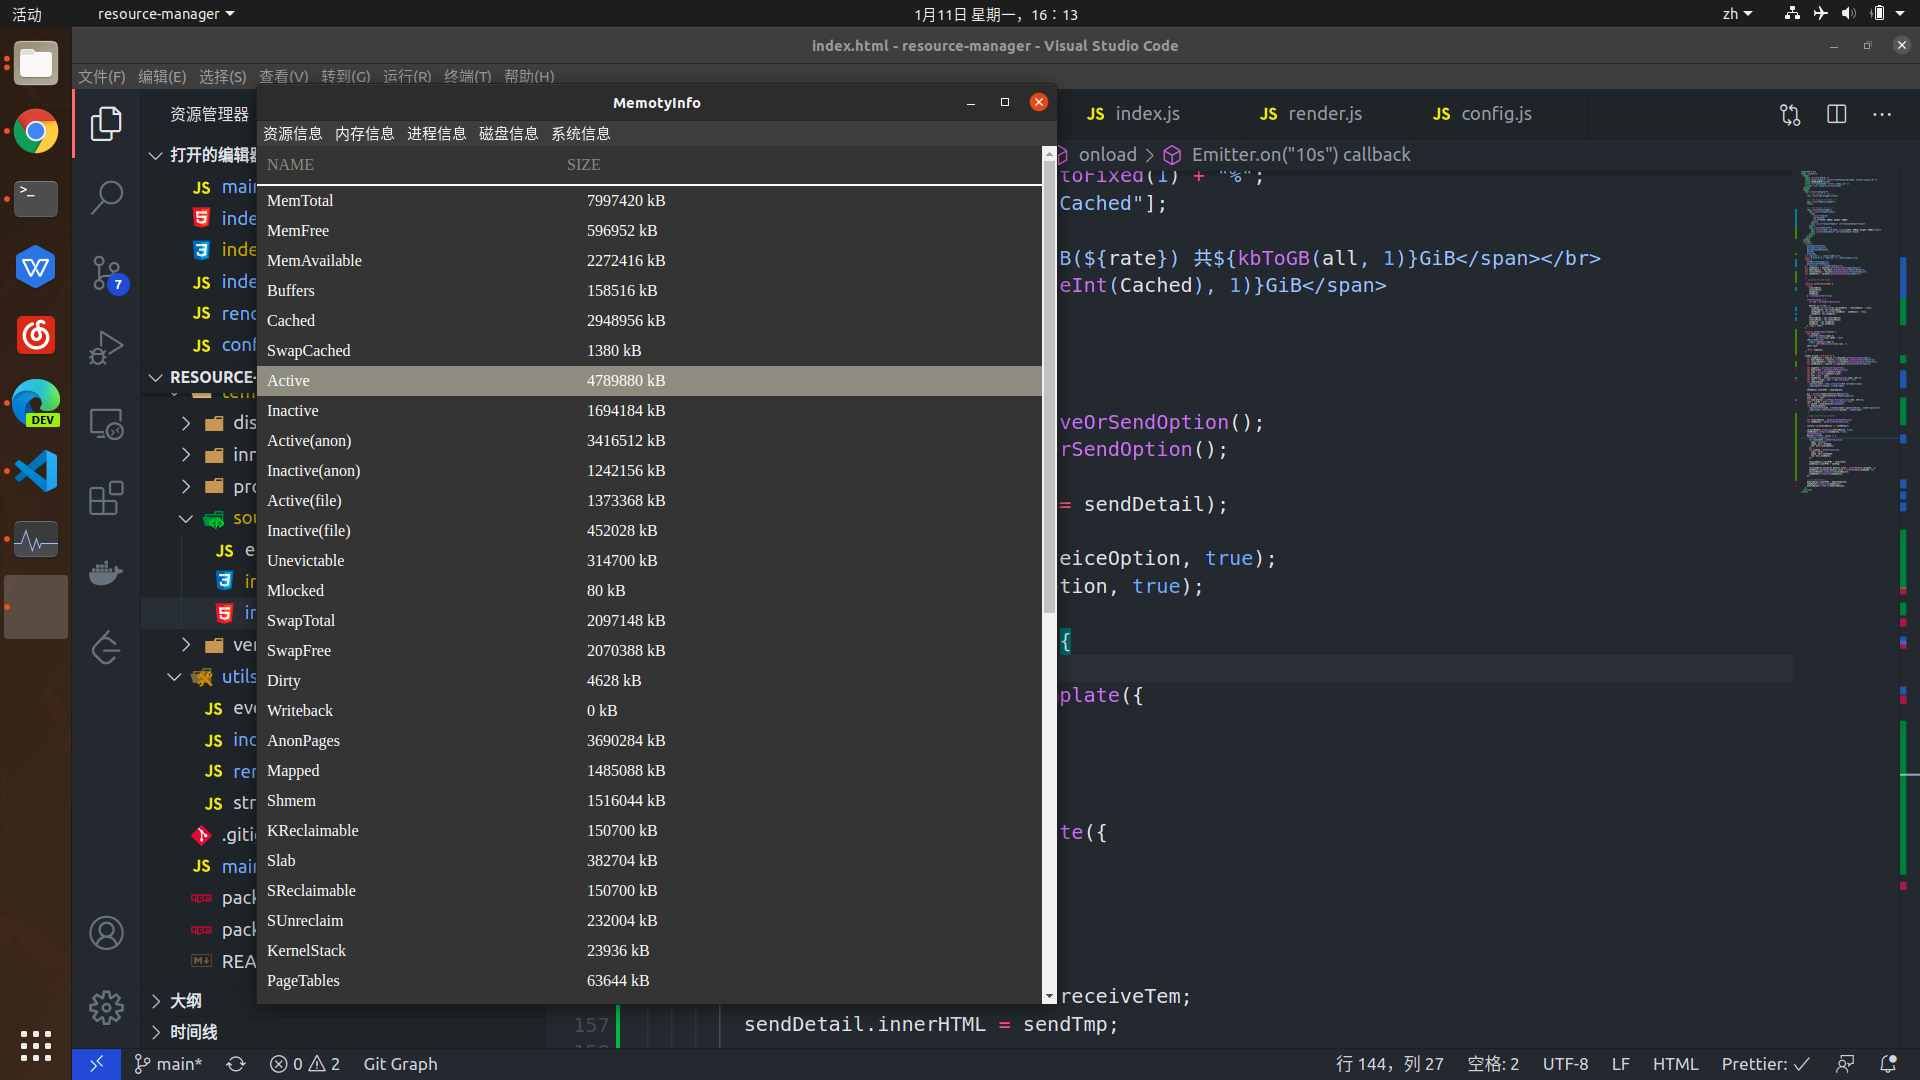 活动
resource-manager
1月11日 星期一，16：13
zh
index.html - resource-manager - Visual Studio Code
文件(F) 编辑(E) 选择(S) 查看(V) 转到(G) 运行(R) 终端(T) 帮助(H)
资源管理器
打开的编辑器
JS main
inde
inde
JS inde
JS rend
JS conf
RESOURCE-
tem
dis
inn
pro
sou
JS e
in
in
ver
utils
JS eve
JS ind
JS ren
JS str
.gitig
JS main
pack
pack
REA
大纲
时间线
7
DEV
MemotyInfo
资源信息 内存信息 进程信息 磁盘信息 系统信息
NAME SIZE
MemTotal 7997420 kB
MemFree 596952 kB
MemAvailable 2272416 kB
Buffers 158516 kB
Cached 2948956 kB
SwapCached 1380 kB
Active 4789880 kB
Inactive 1694184 kB
Active(anon) 3416512 kB
Inactive(anon) 1242156 kB
Active(file) 1373368 kB
Inactive(file) 452028 kB
Unevictable 314700 kB
Mlocked 80 kB
SwapTotal 2097148 kB
SwapFree 2070388 kB
Dirty 4628 kB
Writeback 0 kB
AnonPages 3690284 kB
Mapped 1485088 kB
Shmem 1516044 kB
KReclaimable 150700 kB
Slab 382704 kB
SReclaimable 150700 kB
SUnreclaim 232004 kB
KernelStack 23936 kB
PageTables 63644 kB
JS index.js JS render.js JS config.js
onload > Emitter.on("10s") callback
toFixed(1) + "%";
Cached"];
B(${rate}) 共${kbToGB(all, 1)}GiB</span></br>
eInt(Cached), 1)}GiB</span>
veOrSendOption();
rSendOption();
= sendDetail);
eiceOption, true);
tion, true);
{
plate({
te({
receiveTem;
157 sendDetail.innerHTML = sendTmp;
main* 0 2 Git Graph
行 144，列 27 空格: 2 UTF-8 LF HTML Prettier: ✓